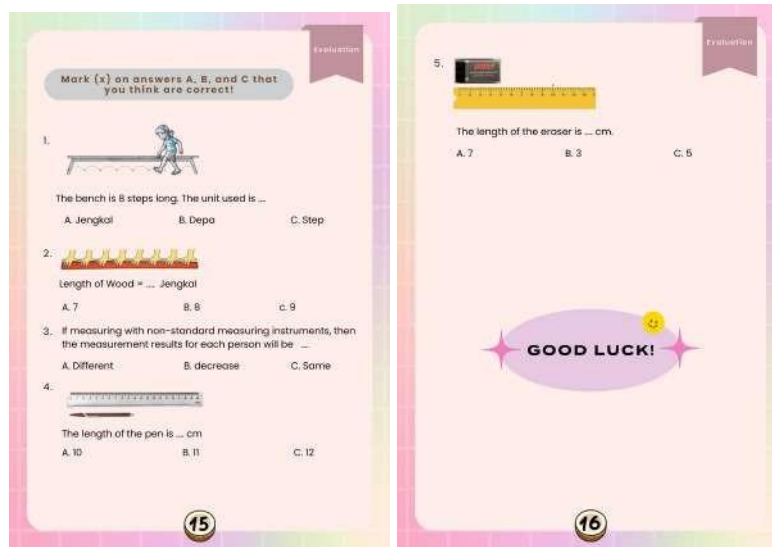 Evaluation
Mark (x) on answers A, B, and C that
you think are correct!
1.
The bench is 8 steps long. The unit used is ...
A. Jengkal B. Depa C. Step
2.
Length of Wood = ... Jengkal
A. 7 B. 8 c. 9
3. If measuring with non-standard measuring instruments, then
the measurement results for each person will be ...
A. Different B. decrease C. Same
4.
The length of the pen is ... cm
A. 10 B. 11 C. 12
15
Evaluation
5.
The length of the eraser is ... cm.
A. 7 B. 3 C. 5
GOOD LUCK!
16